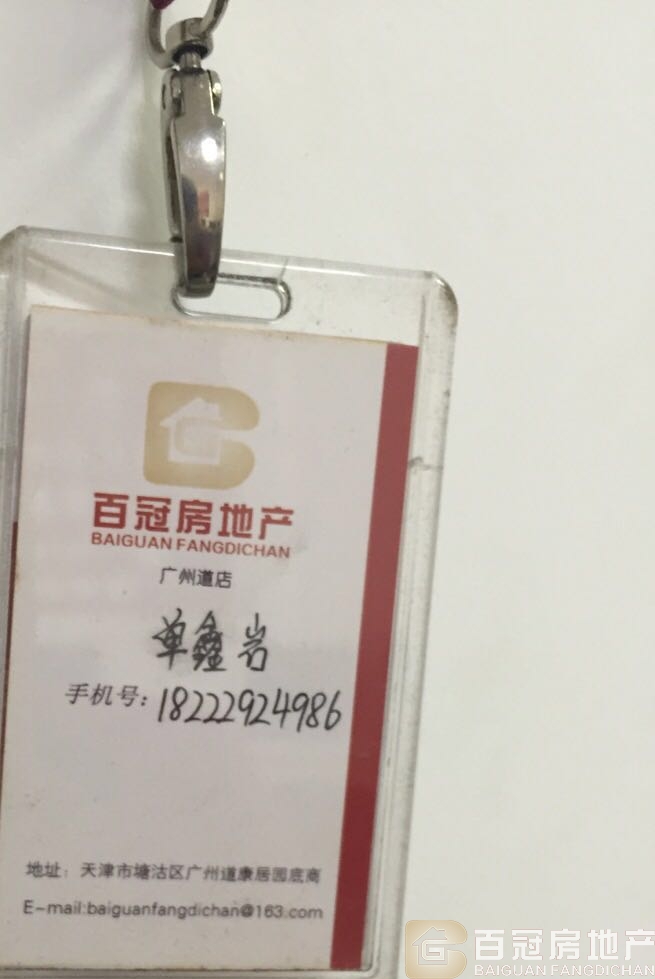 百冠房地产
BAIGUAN FANGDICHAN
广州道店
单鑫岩
手机号：18222924986
地址：天津市塘沽区广州道康居园底商
E-mail:baiguanfangdichan@163.com
百冠房地产
BAIGUAN FANGDICHAN